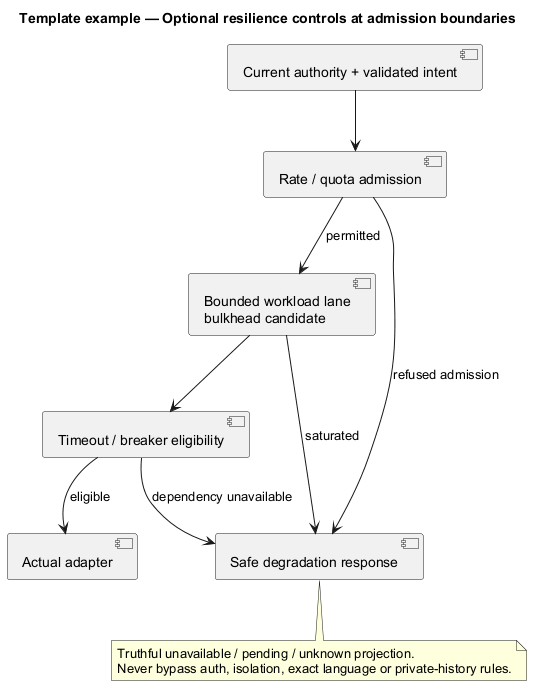 Template example — Optional resilience controls at admission boundaries
Current authority + validated intent
Rate / quota admission
permitted
Bounded workload lane
bulkhead candidate
refused admission
saturated
Timeout / breaker eligibility
eligible
dependency unavailable
Actual adapter
Safe degradation response
Truthful unavailable / pending / unknown projection.
Never bypass auth, isolation, exact language or private-history rules.